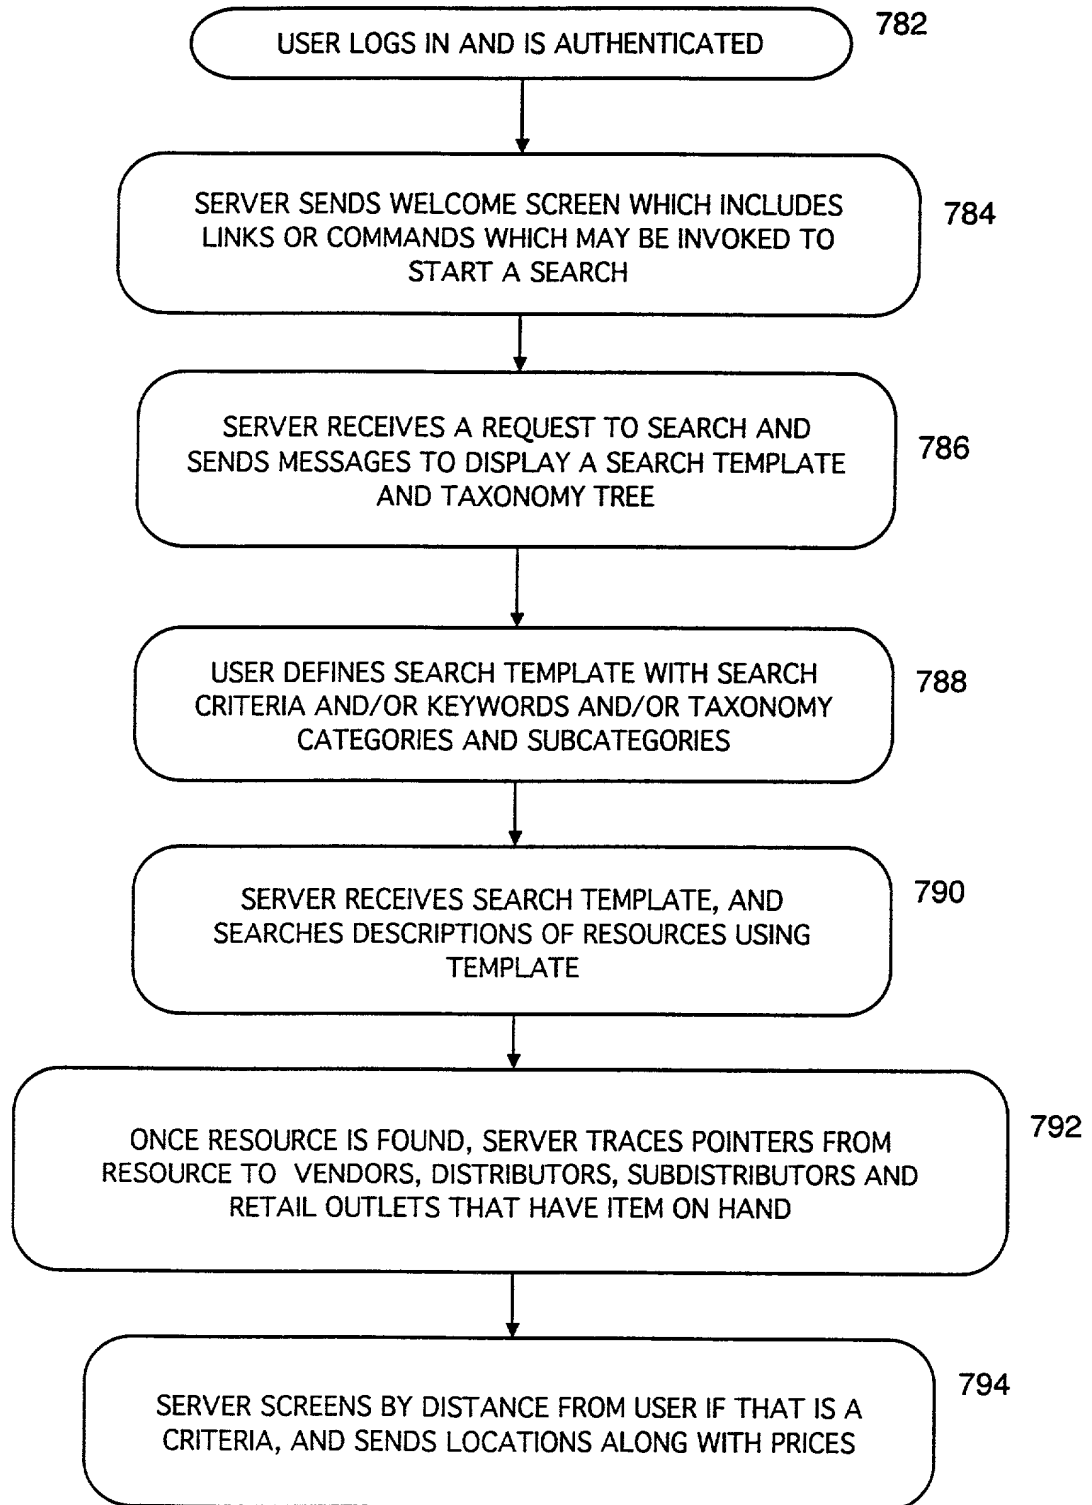 USER LOGS IN AND IS AUTHENTICATED
782
SERVER SENDS WELCOME SCREEN WHICH INCLUDES
LINKS OR COMMANDS WHICH MAY BE INVOKED TO
START A SEARCH
784
SERVER RECEIVES A REQUEST TO SEARCH AND
SENDS MESSAGES TO DISPLAY A SEARCH TEMPLATE
AND TAXONOMY TREE
786
USER DEFINES SEARCH TEMPLATE WITH SEARCH
CRITERIA AND/OR KEYWORDS AND/OR TAXONOMY
CATEGORIES AND SUBCATEGORIES
788
SERVER RECEIVES SEARCH TEMPLATE, AND
SEARCHES DESCRIPTIONS OF RESOURCES USING
TEMPLATE
790
ONCE RESOURCE IS FOUND, SERVER TRACES POINTERS FROM
RESOURCE TO VENDORS, DISTRIBUTORS, SUBDISTRIBUTORS AND
RETAIL OUTLETS THAT HAVE ITEM ON HAND
792
SERVER SCREENS BY DISTANCE FROM USER IF THAT IS A
CRITERIA, AND SENDS LOCATIONS ALONG WITH PRICES
794